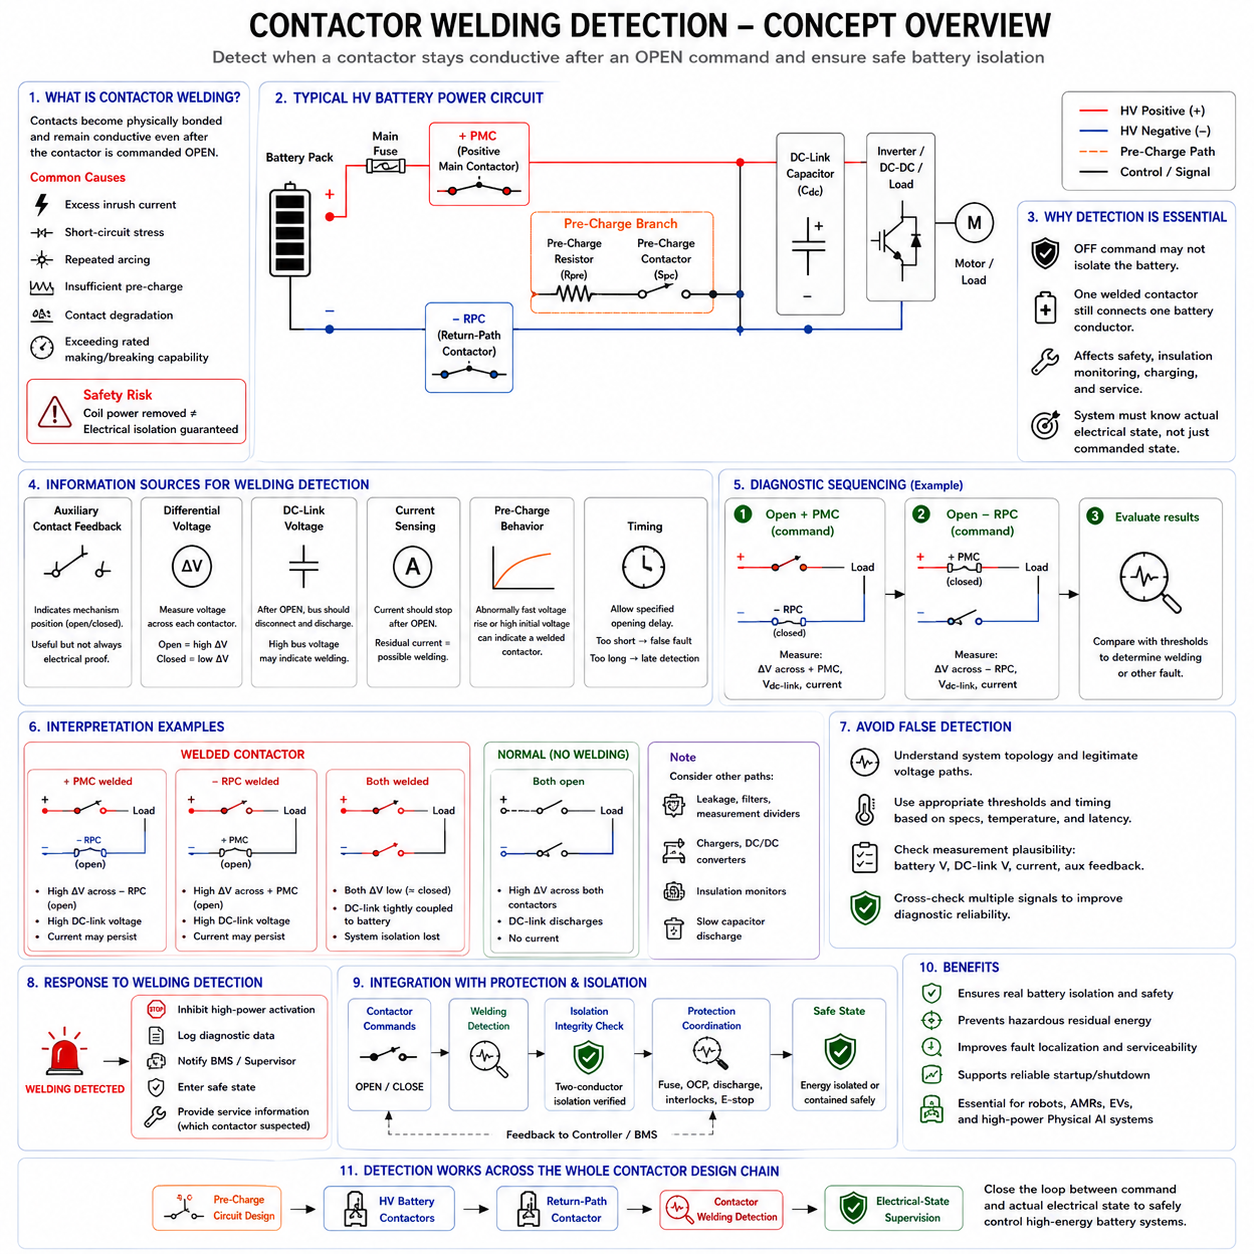 CONTACTOR WELDING DETECTION – CONCEPT OVERVIEW
Detect when a contactor stays conductive after an OPEN command and ensure safe battery isolation
1. WHAT IS CONTACTOR WELDING?
Contacts become physically bonded
and remain conductive even after
the contactor is commanded OPEN.
Common Causes
Excess inrush current
Short-circuit stress
Repeated arcing
Insufficient pre-charge
Contact degradation
Exceeding rated
making/breaking capability
Safety Risk
Coil power removed ≠
Electrical isolation guaranteed
2. TYPICAL HV BATTERY POWER CIRCUIT
Battery Pack
+
−
Main
Fuse
+ PMC
(Positive
Main Contactor)
Pre-Charge Branch
Pre-Charge
Resistor
(Rpre)
Pre-Charge
Contactor
(Spc)
– RPC
(Return-Path
Contactor)
DC-Link
Capacitor
(Cdc)
+
−
Inverter /
DC-DC /
Load
M
Motor /
Load
HV Positive (+)
HV Negative (−)
Pre-Charge Path
Control / Signal
3. WHY DETECTION IS ESSENTIAL
OFF command may not
isolate the battery.
One welded contactor
still connects one battery
conductor.
Affects safety, insulation
monitoring, charging,
and service.
System must know actual
electrical state, not just
commanded state.
4. INFORMATION SOURCES FOR WELDING DETECTION
Auxiliary
Contact Feedback
Indicates mechanism
position (open/closed).
Useful but not always
electrical proof.
Differential
Voltage
ΔV
Measure voltage
across each contactor.
Open = high ΔV
Closed = low ΔV
DC-Link
Voltage
After OPEN, bus should
disconnect and discharge.
High bus voltage
may indicate welding.
Current
Sensing
A
Current should stop
after OPEN.
Residual current =
possible welding.
Pre-Charge
Behavior
Abnormally fast voltage
rise or high initial voltage
can indicate a welded
contactor.
Timing
Allow specified
opening delay.
Too short → false fault
Too long → late detection
5. DIAGNOSTIC SEQUENCING (Example)
1 Open + PMC
(command)
+
Load
−
– RPC
(closed)
Measure:
ΔV across + PMC,
Vdc-link, current
2 Open – RPC
(command)
+
+ PMC
(closed)
Load
−
Measure:
ΔV across – RPC,
Vdc-link, current
3 Evaluate results
Compare with thresholds
to determine welding
or other fault.
6. INTERPRETATION EXAMPLES
WELDED CONTACTOR
+ PMC welded
+
Load
−
– RPC
(open)
• High ΔV across – RPC
(open)
• High DC-link voltage
• Current may persist
– RPC welded
+
Load
−
+ PMC
(open)
• High ΔV across + PMC
(open)
• High DC-link voltage
• Current may persist
Both welded
+
Load
−
• Both ΔV low (≈ closed)
• DC-link tightly coupled
to battery
• System isolation lost
NORMAL (NO WELDING)
Both open
+
Load
−
• High ΔV across both
contactors
• DC-link discharges
• No current
Note
Consider other paths:
Leakage, filters,
measurement dividers
Chargers, DC/DC
converters
Insulation monitors
Slow capacitor
discharge
7. AVOID FALSE DETECTION
Understand system topology and legitimate
voltage paths.
Use appropriate thresholds and timing
based on specs, temperature, and latency.
Check measurement plausibility:
battery V, DC-link V, current, aux feedback.
Cross-check multiple signals to improve
diagnostic reliability.
8. RESPONSE TO WELDING DETECTION
WELDING DETECTED
STOP
Inhibit high-power activation
Log diagnostic data
Notify BMS / Supervisor
Enter safe state
Provide service information
(which contactor suspected)
9. INTEGRATION WITH PROTECTION & ISOLATION
Contactor
Commands
OPEN / CLOSE
Welding
Detection
Isolation
Integrity Check
Two-conductor
isolation verified
Protection
Coordination
Fuse, OCP, discharge,
interlocks, E-stop
Safe State
Energy isolated or
contained safely
Feedback to Controller / BMS
10. BENEFITS
Ensures real battery isolation and safety
Prevents hazardous residual energy
Improves fault localization and serviceability
Supports reliable startup/shutdown
Essential for robots, AMRs, EVs,
and high-power Physical AI systems
11. DETECTION WORKS ACROSS THE WHOLE CONTACTOR DESIGN CHAIN
Pre-Charge
Circuit Design
HV Battery
Contactors
Return-Path
Contactor
Contactor
Welding Detection
Electrical-State
Supervision
Close the loop between command
and actual electrical state to safely
control high-energy battery systems.